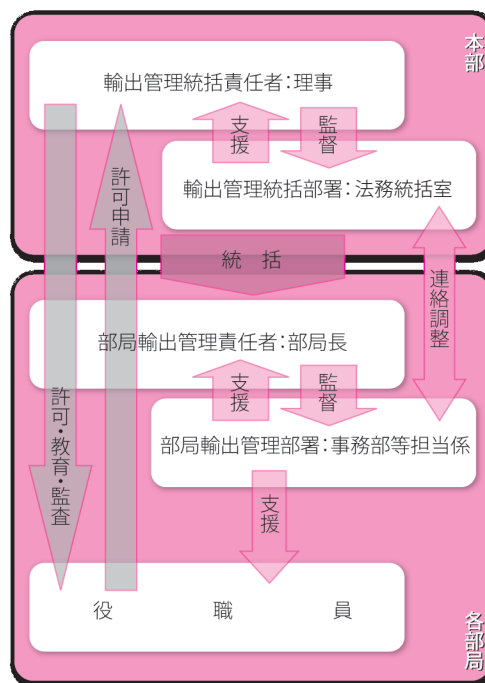 本部
輸出管理統括責任者：理事
支援
監督
許可申請
輸出管理統括部署：法務統括室
統 括
連絡調整
部局輸出管理責任者：部局長
支援
監督
許可・教育・監査
部局輸出管理部署：事務部等担当係
支援
役 職 員
各部局